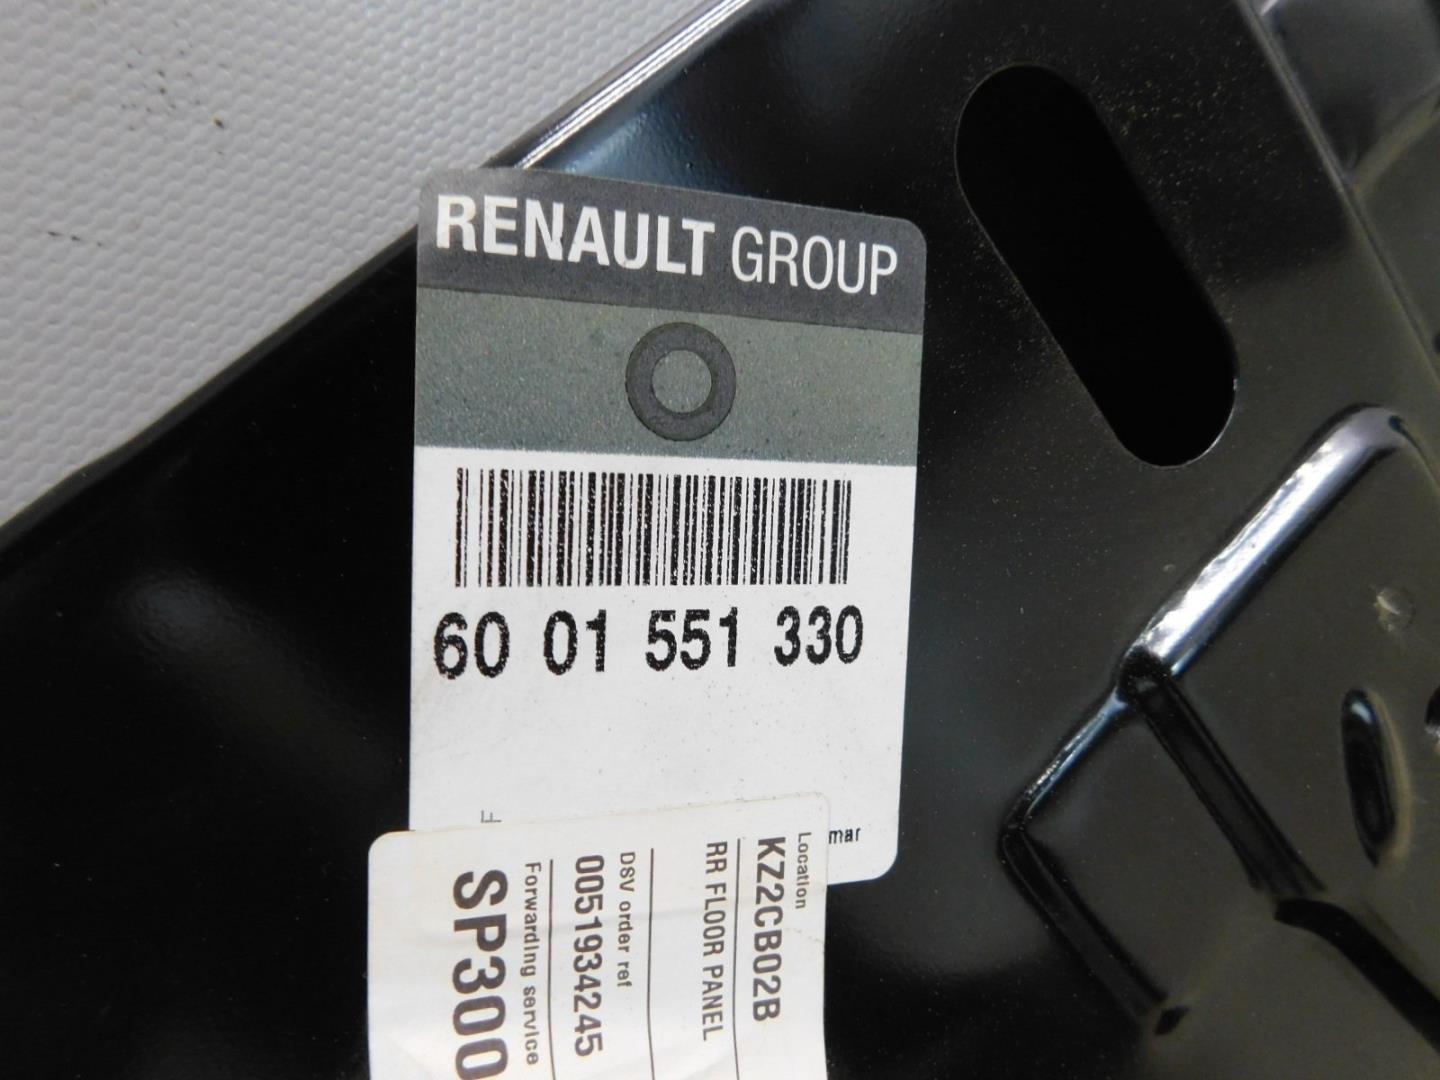 RENAULT GROUP
60 01 551 330
F
mar
Location
KZ2CB02B
RR FLOOR PANEL
DSV order ref
0051934245
Forwarding service
SP300